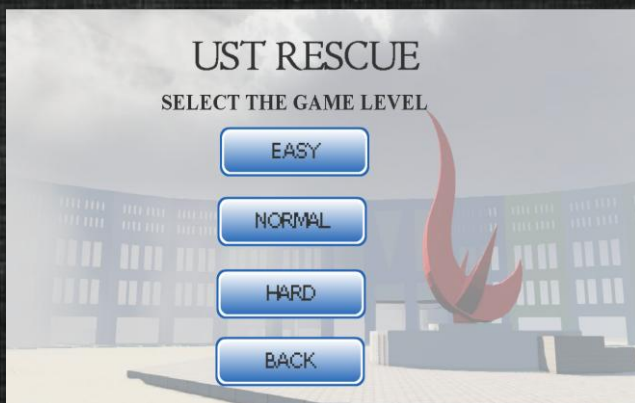 UST RESCUE
SELECT THE GAME LEVEL
EASY
NORMAL
HARD
BACK